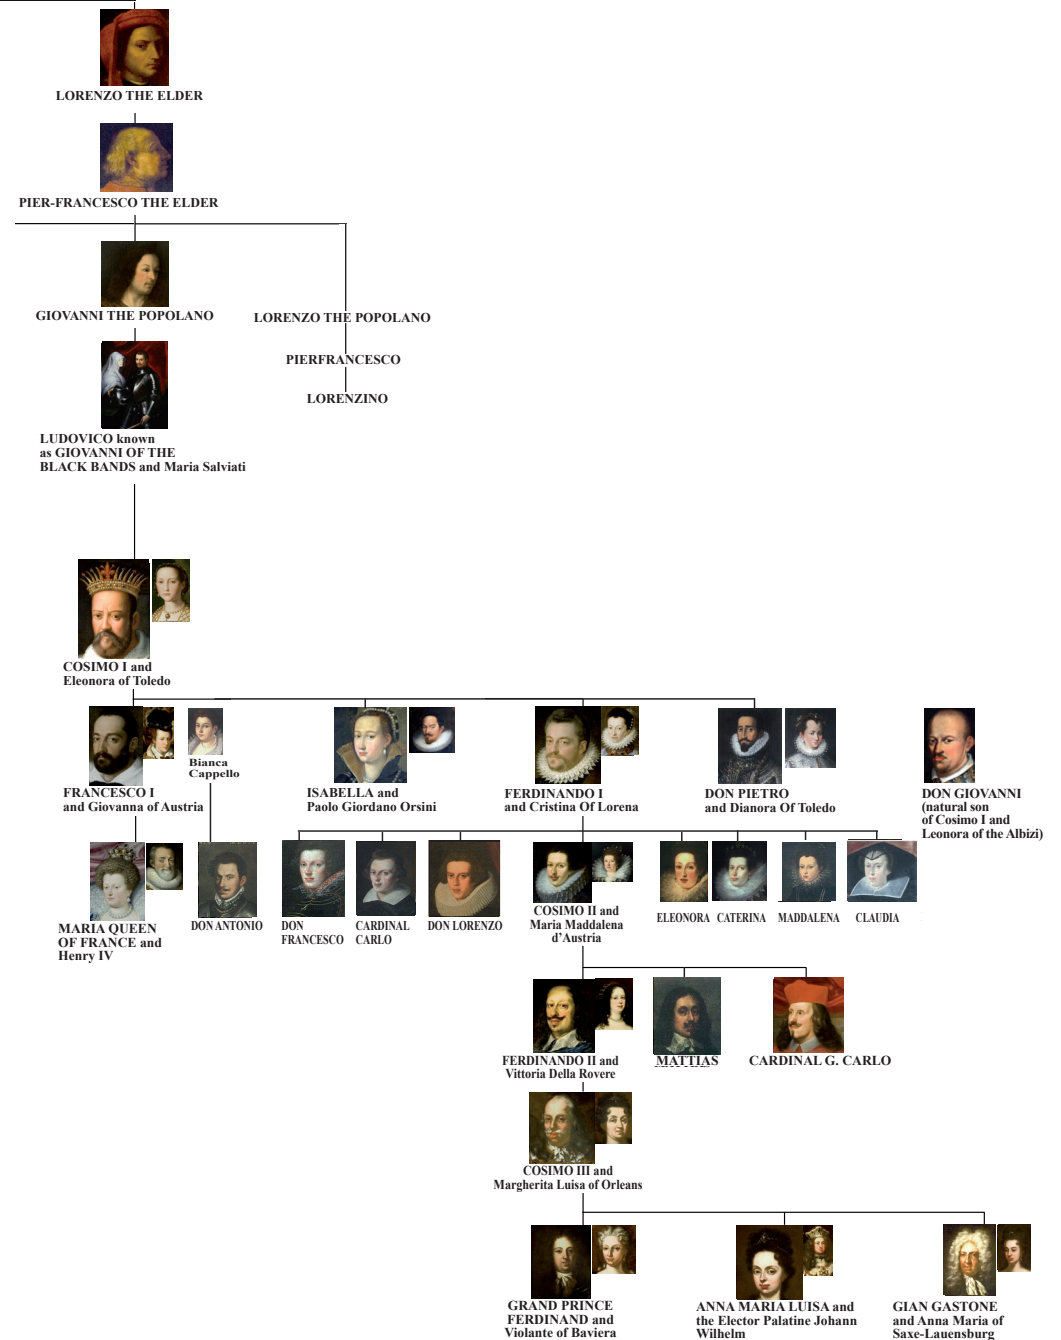 LORENZO THE ELDER
PIER-FRANCESCO THE ELDER
GIOVANNI THE POPOLANO
LORENZO THE POPOLANO
PIERFRANCESCO
LORENZINO
LUDOVICO known
as GIOVANNI OF THE
BLACK BANDS and Maria Salviati
COSIMO I and
Eleonora of Toledo
FRANCESCO I
and Giovanna of Austria
Bianca
Cappello
ISABELLA and
Paolo Giordano Orsini
FERDINANDO I
and Cristina Of Lorena
DON PIETRO
and Dianora Of Toledo
DON GIOVANNI
(natural son
of Cosimo I and
Leonora of the Albizi)
MARIA QUEEN
OF FRANCE and
Henry IV
DON ANTONIO
DON
FRANCESCO
CARDINAL
CARLO
DON LORENZO
COSIMO II and
Maria Maddalena
d’Austria
ELEONORA
CATERINA
MADDALENA
CLAUDIA
FERDINANDO II and
Vittoria Della Rovere
MATTIAS
CARDINAL G. CARLO
COSIMO III and
Margherita Luisa of Orleans
GRAND PRINCE
FERDINAND and
Violante of Baviera
ANNA MARIA LUISA and
the Elector Palatine Johann
Wilhelm
GIAN GASTONE
and Anna Maria of
Saxe-Lauensburg